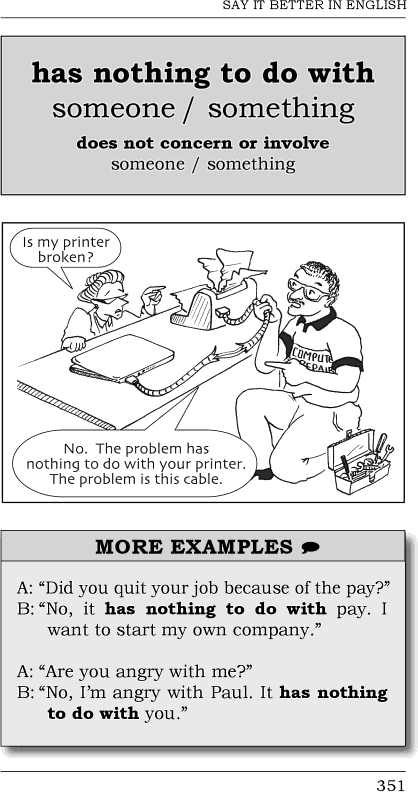 SAY IT BETTER IN ENGLISH
has nothing to do with
someone / something
does not concern or involve
someone / something
Is my printer
broken?
COMPUTE
REPAIR
No. The problem has
nothing to do with your printer.
The problem is this cable.
MORE EXAMPLES
A: “Did you quit your job because of the pay?”
B: “No, it has nothing to do with pay. I
want to start my own company.”
A: “Are you angry with me?”
B: “No, I’m angry with Paul. It has nothing
to do with you.”
351